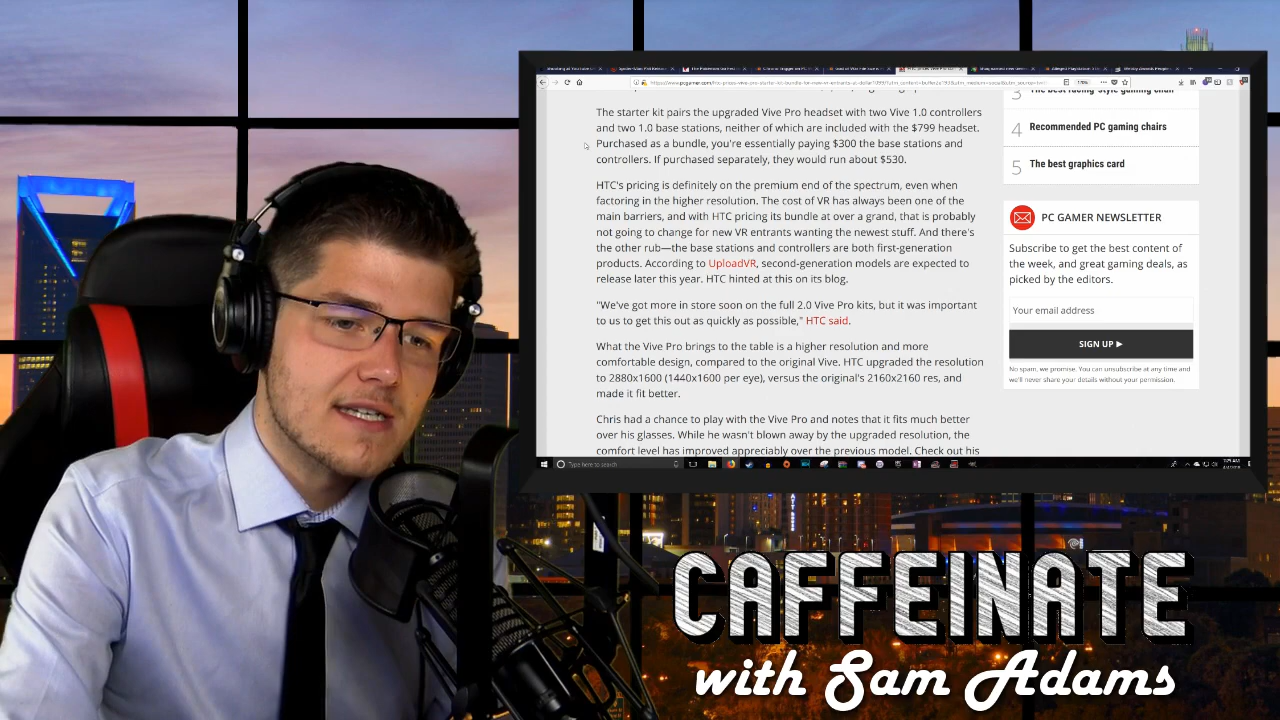 The starter kit pairs the upgraded Vive Pro headset with two Vive 1.0 controllers
and two 1.0 base stations, neither of which are included with the $799 headset.
Purchased as a bundle, you're essentially paying $300 the base stations and
controllers. If purchased separately, they would run about $530.
HTC's pricing is definitely on the premium end of the spectrum, even when
factoring in the higher resolution. The cost of VR has always been one of the
main barriers, and with HTC pricing its bundle at over a grand, that is probably
not going to change for new VR entrants wanting the newest stuff. And there's
the other rub—the base stations and controllers are both first-generation
products. According to UploadVR, second-generation models are expected to
release later this year. HTC hinted at this on its blog.
"We've got more in store soon on the full 2.0 Vive Pro kits, but it was important
to us to get this out as quickly as possible," HTC said.
What the Vive Pro brings to the table is a higher resolution and more
comfortable design, compared to the original Vive. HTC upgraded the resolution
to 2880x1600 (1440x1600 per eye), versus the original's 2160x2160 res, and
made it fit better.
Chris had a chance to play with the Vive Pro and notes that it fits much better
over his glasses. While he wasn't blown away by the upgraded resolution, the
comfort level has improved appreciably over the previous model. Check out his
3 The best racing-style gaming chair
4 Recommended PC gaming chairs
5 The best graphics card
PC GAMER NEWSLETTER
Subscribe to get the best content of
the week, and great gaming deals, as
picked by the editors.
Your email address
SIGN UP ▶
No spam, we promise. You can unsubscribe at any time and
we'll never share your details without your permission.
Type here to search
CAFFEINATE
with Sam Adams